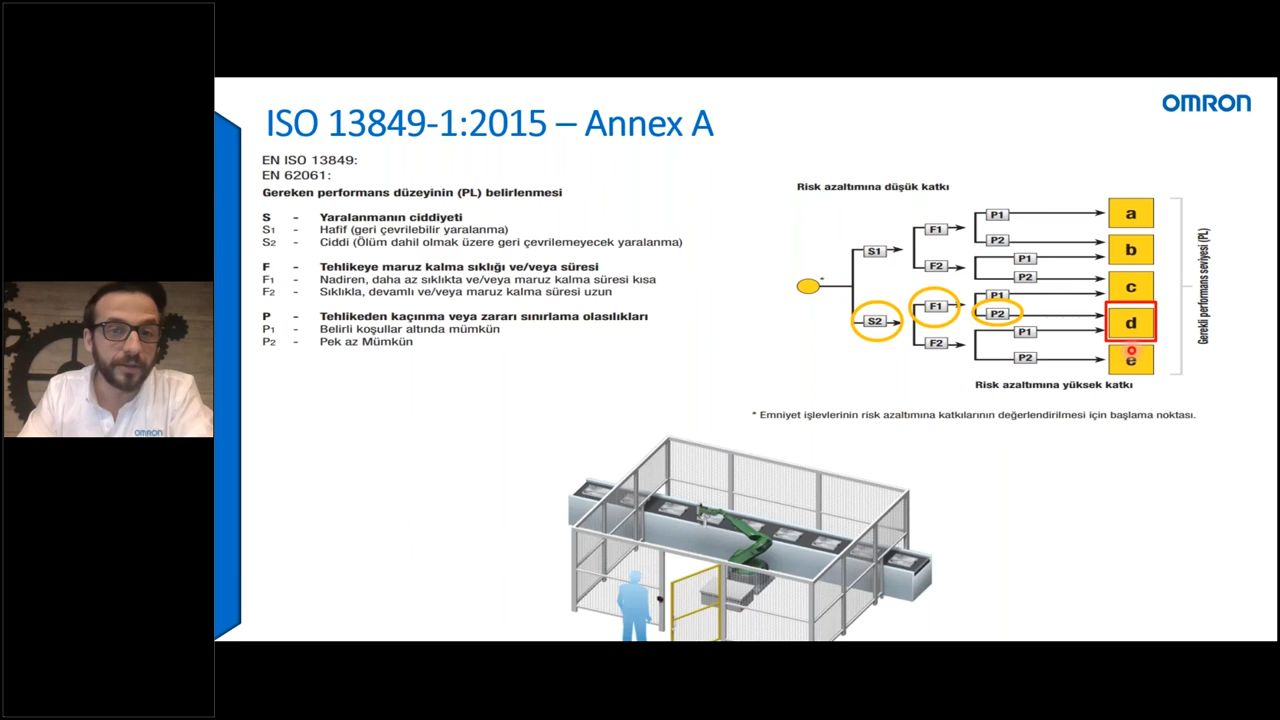 ISO 13849-1:2015 – Annex A
OMRON
EN ISO 13849:
EN 62061:
Gereken performans düzeyinin (PL) belirlenmesi
S - Yaralanmanın ciddiyeti
S1 - Hafif (geri çevrilebilir yaralanma)
S2 - Ciddi (Ölüm dahil olmak üzere geri çevrilemeyecek yaralanma)
F - Tehlikeye maruz kalma sıklığı ve/veya süresi
F1 - Nadiren, daha az sıklıkta ve/veya maruz kalma süresi kısa
F2 - Sıklıkla, devamlı ve/veya maruz kalma süresi uzun
P - Tehlikeden kaçınma veya zararı sınırlama olasılıkları
P1 - Belirli koşullar altında mümkün
P2 - Pek az Mümkün
Risk azaltımına düşük katkı
P1
a
F1
P2
b
S1
P1
F2
P2
c
*
P1
F1
P2
d
S2
P1
F2
P2
e
Gerekli performans seviyesi (PL)
Risk azaltımına yüksek katkı
* Emniyet işlevlerinin risk azaltımına katkılarının değerlendirilmesi için başlama noktası.
OMRON